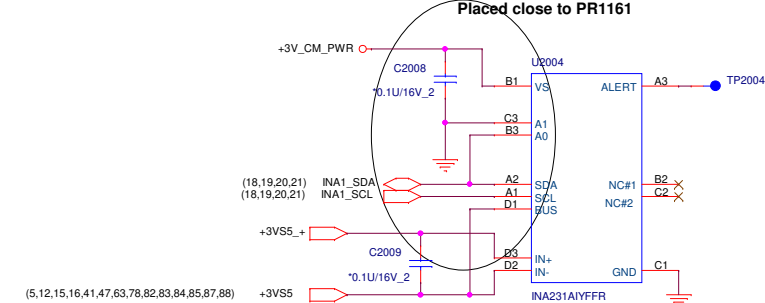 Placed close to PR1161
+3V_CM_PWR
U2004
C2008
*0.1U/16V_2
B1 VS
ALERT A3
TP2004
C3 A1
B3 A0
(18,19,20,21) INA1_SDA
A2 SDA
NC#1 B2
(18,19,20,21) INA1_SCL
A1 SCL
NC#2 C2
D1 BUS
+3VS5_+
C2009
*0.1U/16V_2
D3 IN+
D2 IN-
GND C1
(5,12,15,16,41,47,63,78,82,83,84,85,87,88) +3VS5
INA231AIYFFR